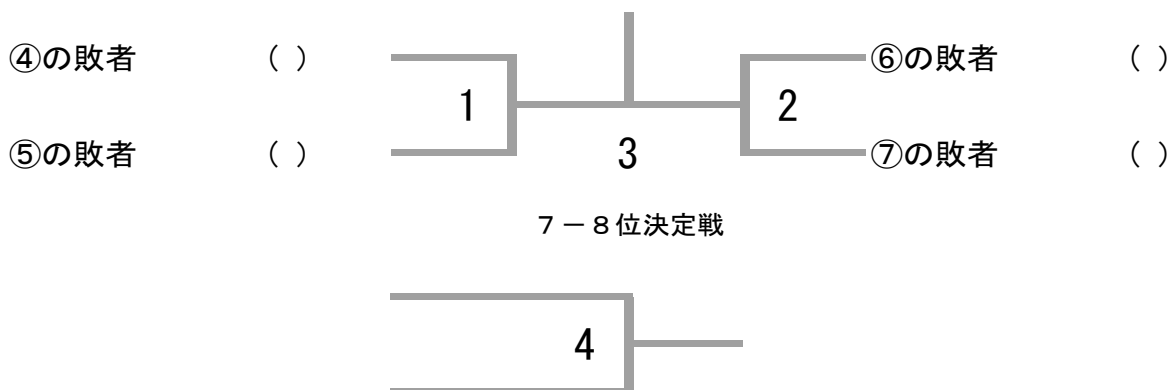 ④の敗者 ( ) ⑥の敗者 ( )
1 2
⑤の敗者 ( ) 3 ⑦の敗者 ( )
7－8位決定戦
4